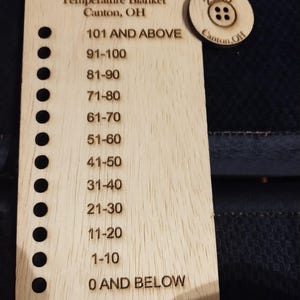 Temperature Blanket
Canton, OH
101 AND ABOVE
91-100
81-90
71-80
61-70
51-60
41-50
31-40
21-30
11-20
1-10
0 AND BELOW
Canton, OH